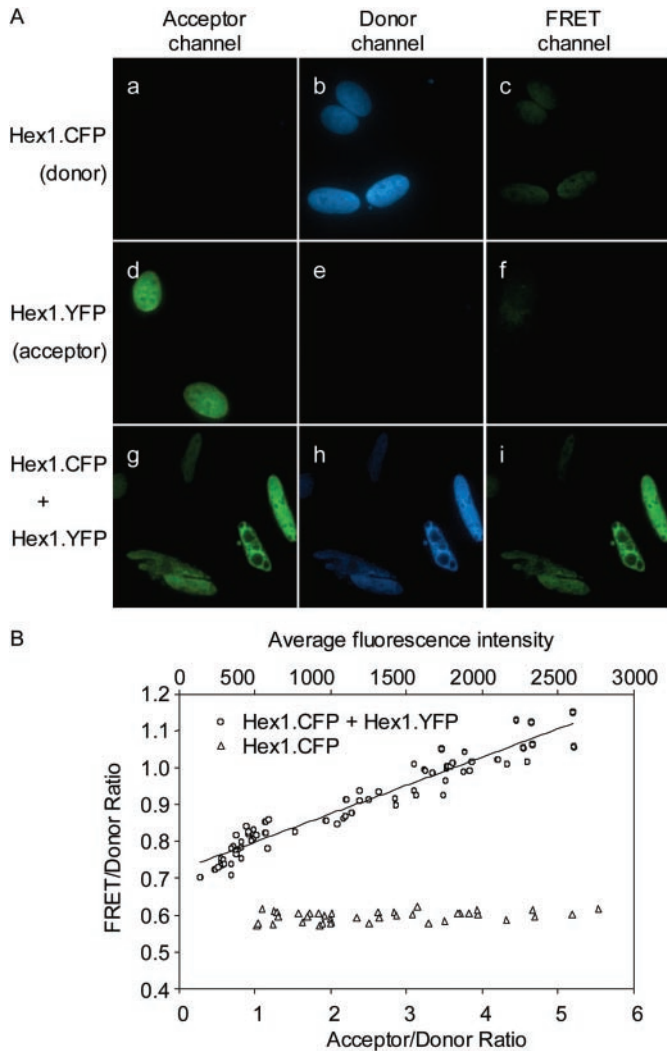 A
Acceptor channel
Donor channel
FRET channel
Hex1.CFP
(donor)
a
b
c
Hex1.YFP
(acceptor)
d
e
f
Hex1.CFP
+
Hex1.YFP
g
h
i
B
Average fluorescence intensity
0 500 1000 1500 2000 2500 3000
1.2
1.0
0.9
0.8
0.7
0.6
0.5
0.4
FRET/Donor Ratio
Hex1.CFP + Hex1.YFP
Hex1.CFP
0 1 2 3 4 5 6
Acceptor/Donor Ratio